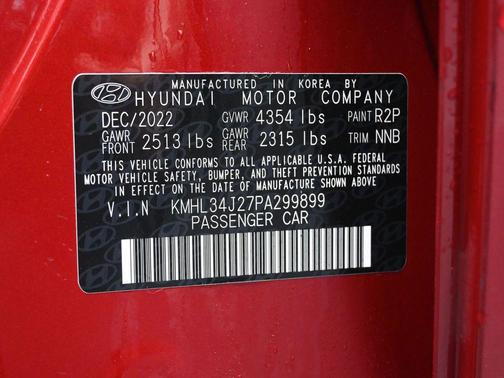 MANUFACTURED IN KOREA BY
HYUNDAI MOTOR COMPANY
DEC/2022 GVWR 4354 lbs PAINT R2P
GAWR FRONT 2513 lbs GAWR REAR 2315 lbs TRIM NNB
THIS VEHICLE CONFORMS TO ALL APPLICABLE U.S.A. FEDERAL
MOTOR VEHICLE SAFETY, BUMPER, AND THEFT PREVENTION STANDARDS
IN EFFECT ON THE DATE OF MANUFACTURE SHOWN ABOVE.
V.I.N KMHL34J27PA299899
PASSENGER CAR